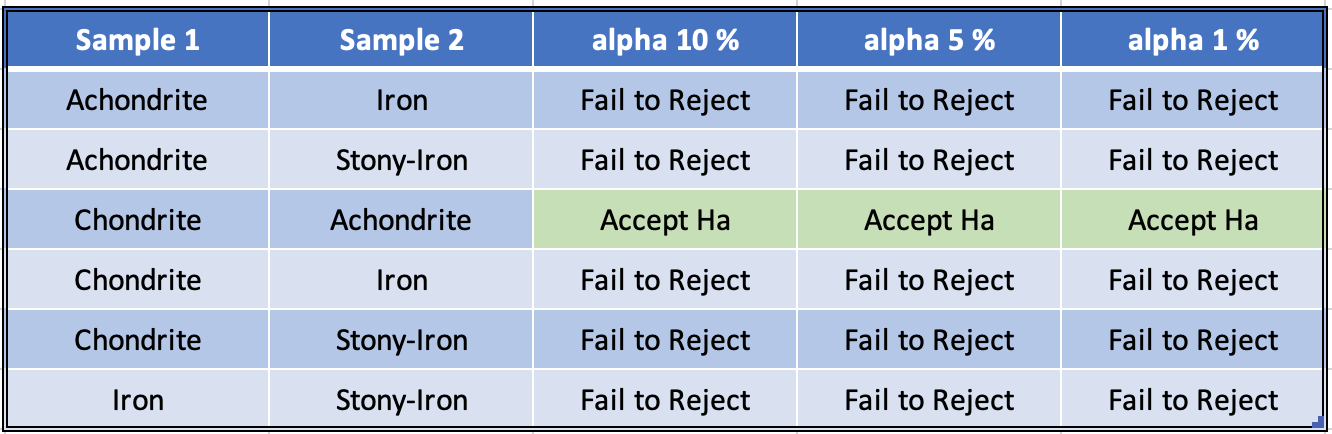 Sample 1 Sample 2 alpha 10 % alpha 5 % alpha 1 %
Achondrite Iron Fail to Reject Fail to Reject Fail to Reject
Achondrite Stony-Iron Fail to Reject Fail to Reject Fail to Reject
Chondrite Achondrite Accept Ha Accept Ha Accept Ha
Chondrite Iron Fail to Reject Fail to Reject Fail to Reject
Chondrite Stony-Iron Fail to Reject Fail to Reject Fail to Reject
Iron Stony-Iron Fail to Reject Fail to Reject Fail to Reject